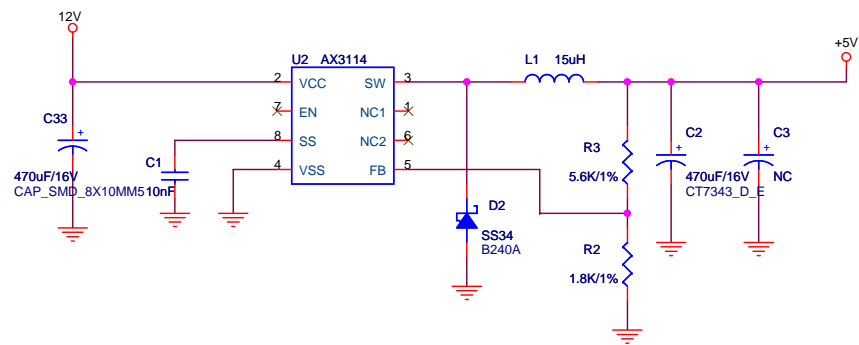 12V
+5V
U2 AX3114
L1 15uH
2 VCC SW 3
7 EN NC1 1
8 SS NC2 6
4 VSS FB 5
C33
+
470uF/16V
CAP_SMD_8X10MM
C1
510nF
D2
SS34
B240A
R3
5.6K/1%
R2
1.8K/1%
C2
+
470uF/16V
CT7343_D_E
C3
+
NC